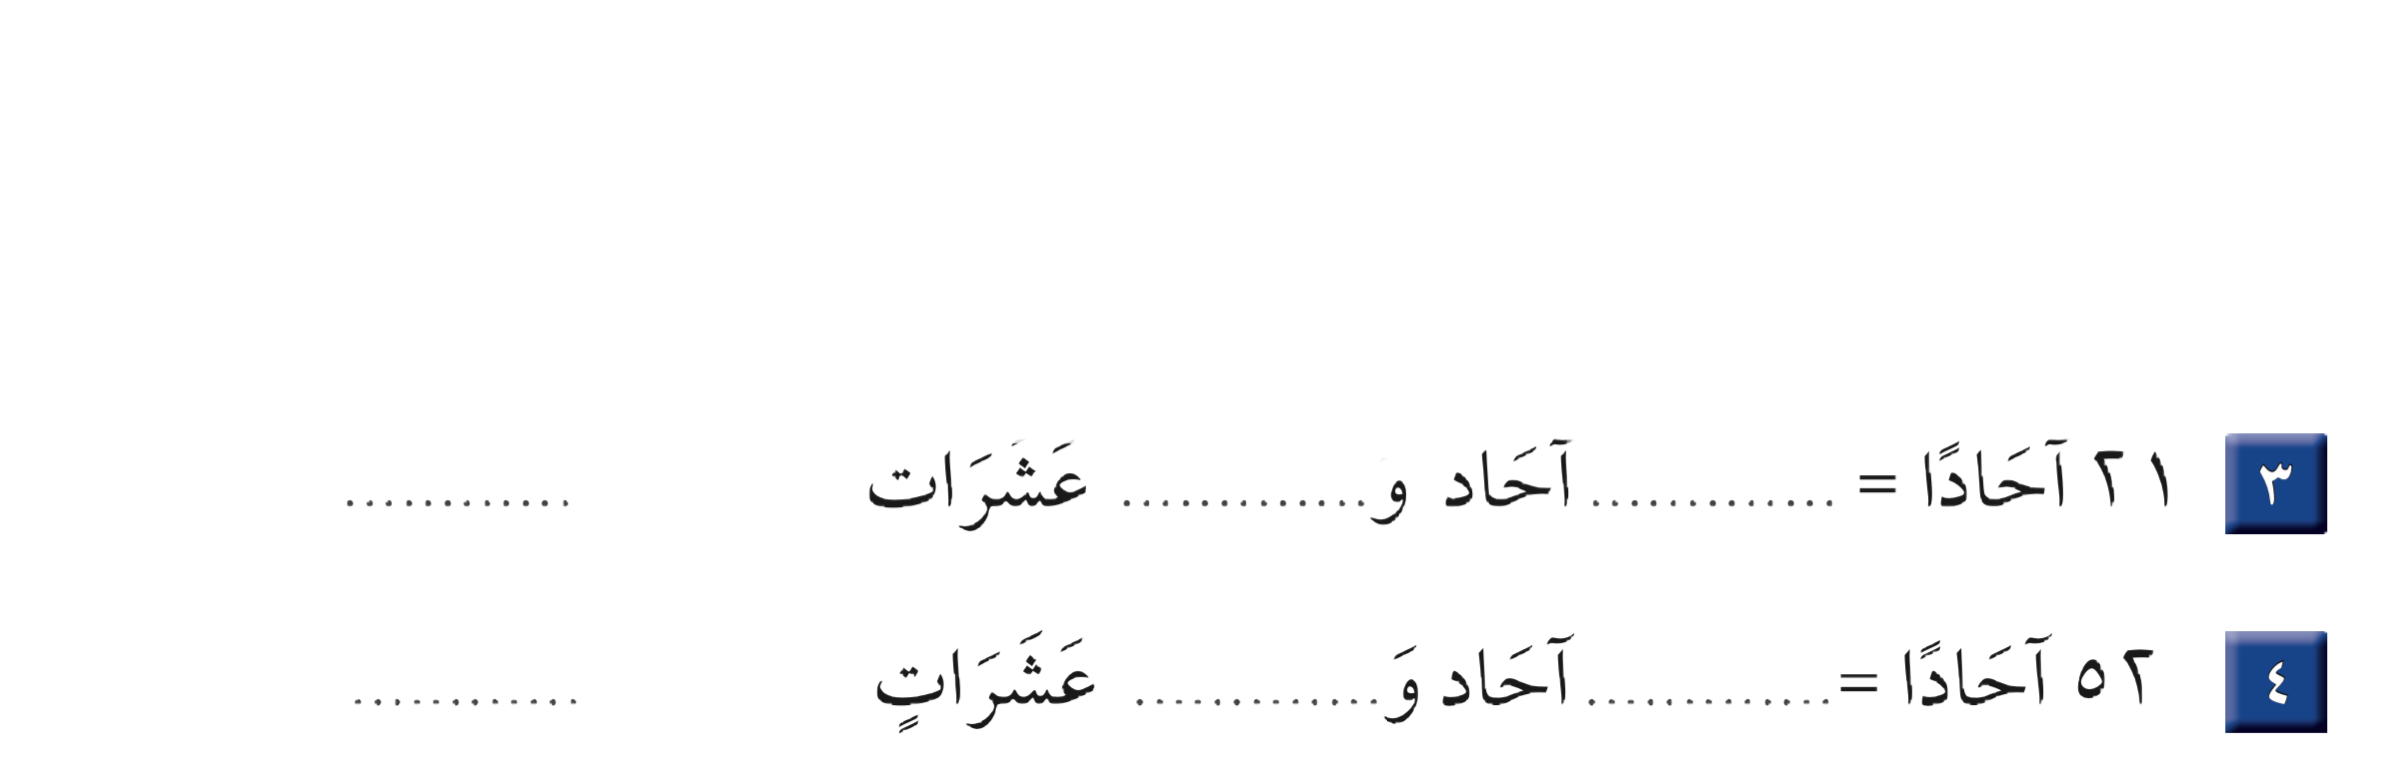 ٣ ٢١ آحَادًا = ............. آحَاد و............. عَشَرَات ............
٤ ٥٢ آحَادًا =............. آحَاد وَ............. عَشَرَاتٍ ............